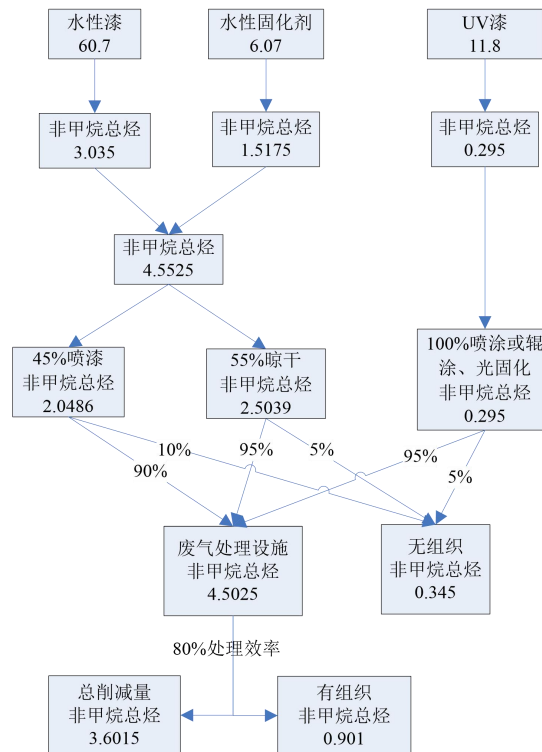 水性漆
60.7
水性固化剂
6.07
UV漆
11.8
非甲烷总烃
3.035
非甲烷总烃
1.5175
非甲烷总烃
0.295
非甲烷总烃
4.5525
45%喷漆
非甲烷总烃
2.0486
55%晾干
非甲烷总烃
2.5039
100%喷涂或辊
涂、光固化
非甲烷总烃
0.295
10%
90%
95%
5%
95%
5%
废气处理设施
非甲烷总烃
4.5025
无组织
非甲烷总烃
0.345
80%处理效率
总削减量
非甲烷总烃
3.6015
有组织
非甲烷总烃
0.901